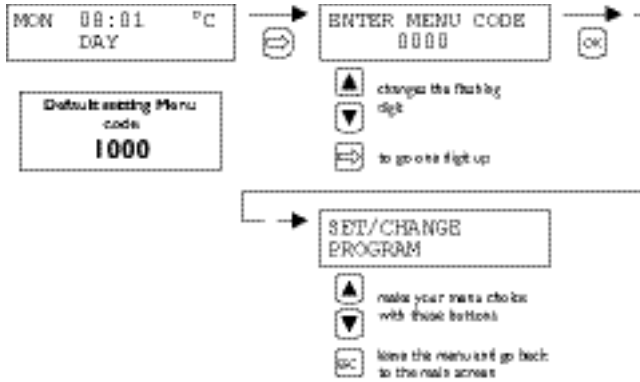 MON 08:01 °C
DAY
ENTER MENU CODE
0000
OK
Default setting Menu
code
1000
changes the flashing
digit
to go one digit up
SET/CHANGE
PROGRAM
make your menu choice
with these buttons
ESC
leave the menu and go back
to the main screen